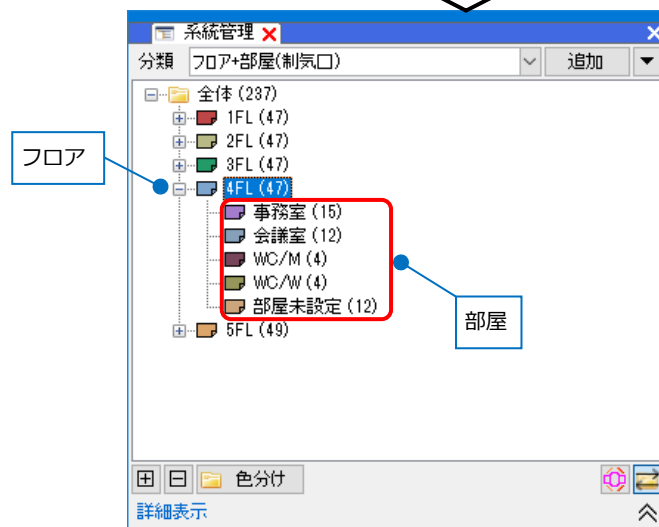 系統管理
分類 フロア+部屋(制気口) 追加
全体 (237)
1FL (47)
2FL (47)
3FL (47)
フロア
4FL (47)
事務室 (15)
会議室 (12)
WC/M (4)
WC/W (4)
部屋未設定 (12)
部屋
5FL (49)
色分け
詳細表示